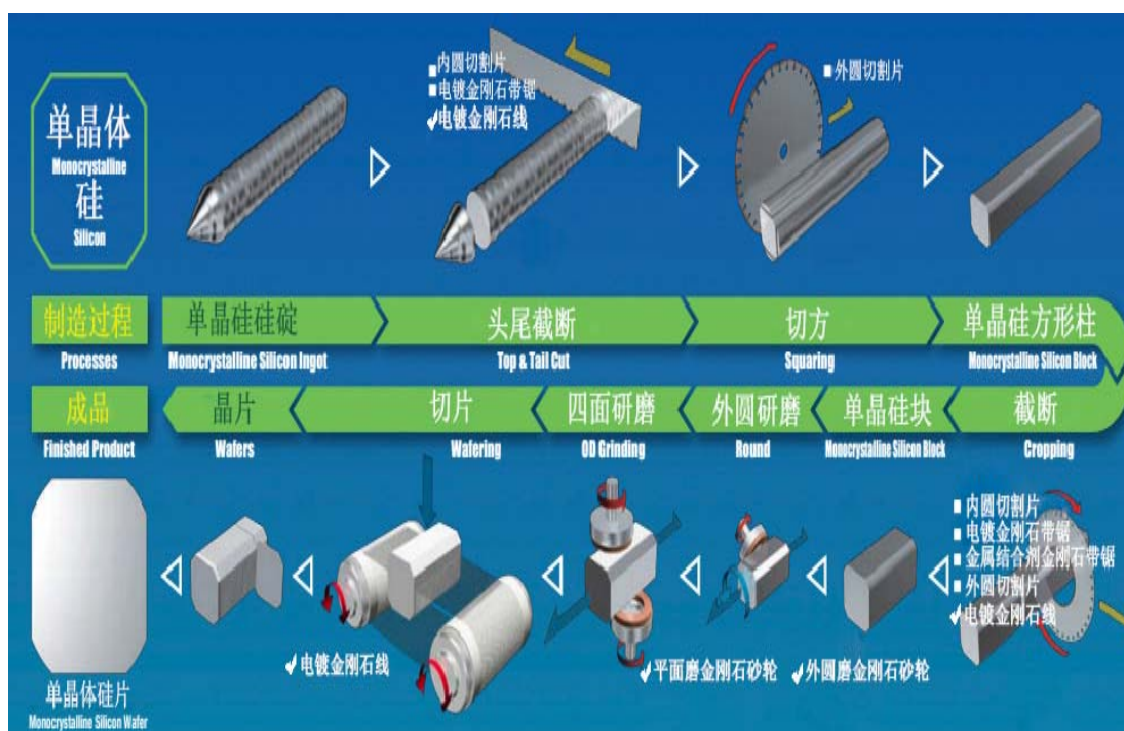 单晶体
Monocrystalline
硅
Silicon
内圆切割片
电镀金刚石带锯
电镀金刚石线
外圆切割片
制造过程
Processes
单晶硅硅碇
Monocrystalline Silicon Ingot
头尾截断
Top & Tail Cut
切方
Squaring
单晶硅方形柱
Monocrystalline Silicon Block
成品
Finished Product
晶片
Wafers
切片
Wafering
四面研磨
OD Grinding
外圆研磨
Round
单晶硅块
Monocrystalline Silicon Block
截断
Cropping
内圆切割片
电镀金刚石带锯
金属结合剂金刚石带锯
外圆切割片
电镀金刚石线
电镀金刚石线
平面磨金刚石砂轮
外圆磨金刚石砂轮
单晶体硅片
Monocrystalline Silicon Wafer